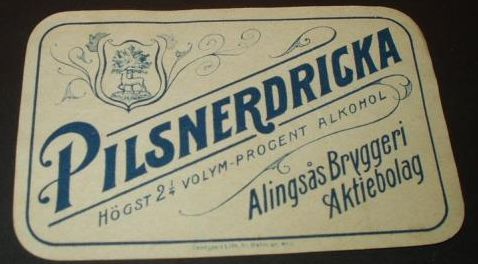 PILSNERDRICKA
HÖGST 2¼ VOLYM-PROCENT ALKOHOL
Alingsås Bryggeri
Aktiebolag